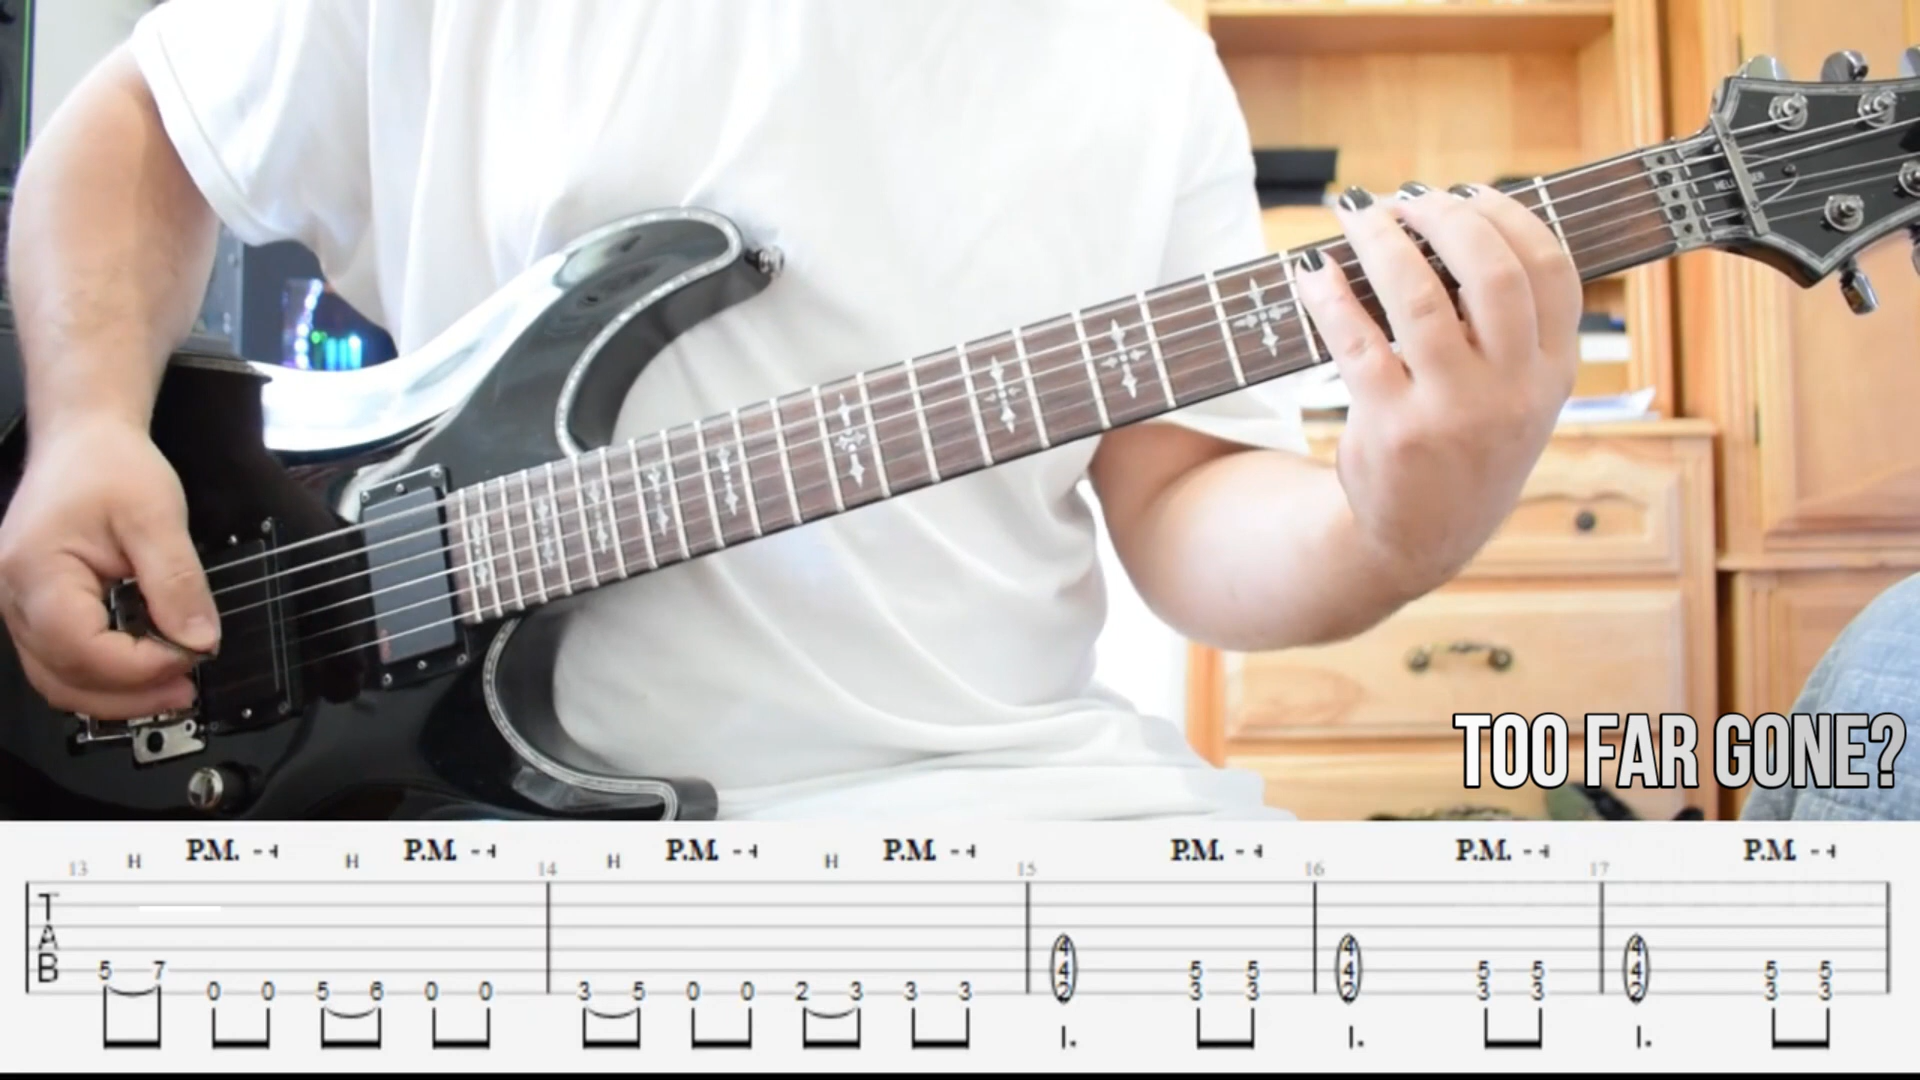 TOO FAR GONE?
13 H P.M. - ⊣ H P.M. - ⊣ 14 H P.M. - ⊣ H P.M. - ⊣ 15 P.M. - ⊣ 16 P.M. - ⊣ 17 P.M. - ⊣
T
A
B
4 4 4
5 7 4 5 5 4 5 5 4 5 5
0 0 5 6 0 0 3 5 0 0 2 3 3 3 2 3 3 2 3 3 2 3 3